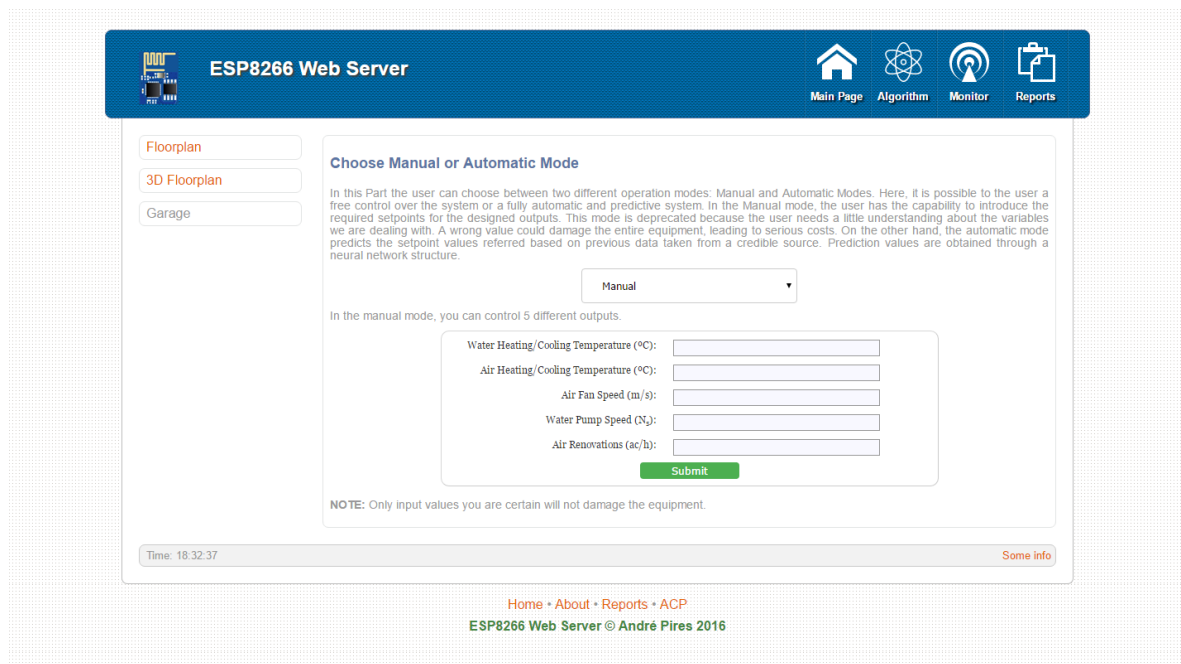 ESP8266 Web Server
Main Page
Algorithm
Monitor
Reports
Floorplan
3D Floorplan
Garage
Choose Manual or Automatic Mode
In this Part the user can choose between two different operation modes: Manual and Automatic Modes. Here, it is possible to the user a
free control over the system or a fully automatic and predictive system. In the Manual mode, the user has the capability to introduce the
required setpoints for the designed outputs. This mode is deprecated because the user needs a little understanding about the variables
we are dealing with. A wrong value could damage the entire equipment, leading to serious costs. On the other hand, the automatic mode
predicts the setpoint values referred based on previous data taken from a credible source. Prediction values are obtained through a
neural network structure.
Manual
In the manual mode, you can control 5 different outputs.
Water Heating/Cooling Temperature (ºC):
Air Heating/Cooling Temperature (ºC):
Air Fan Speed (m/s):
Water Pump Speed (Ns):
Air Renovations (ac/h):
Submit
NOTE: Only input values you are certain will not damage the equipment.
Time: 18:32:37
Some info
Home • About • Reports • ACP
ESP8266 Web Server © André Pires 2016